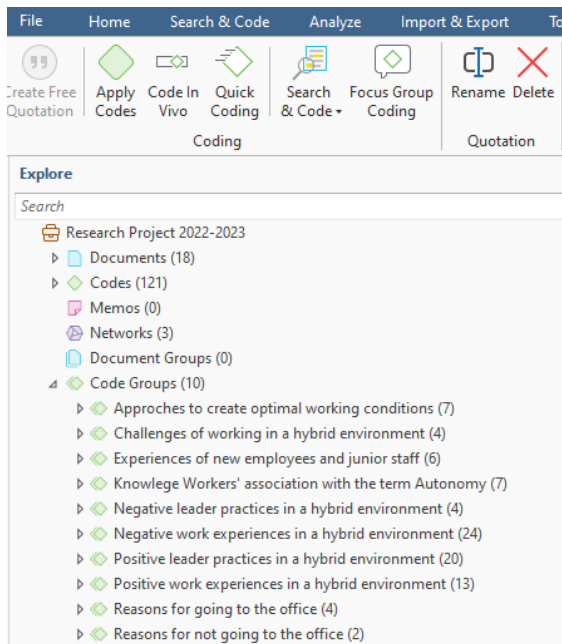 File Home Search & Code Analyze Import & Export To
Create Free Quotation Apply Codes Code In Vivo Quick Coding Search & Code Focus Group Coding Rename Delete
Coding Quotation
Explore
Search
Research Project 2022-2023
Documents (18)
Codes (121)
Memos (0)
Networks (3)
Document Groups (0)
Code Groups (10)
Approches to create optimal working conditions (7)
Challenges of working in a hybrid environment (4)
Experiences of new employees and junior staff (6)
Knowlege Workers' association with the term Autonomy (7)
Negative leader practices in a hybrid environment (4)
Negative work experiences in a hybrid environment (24)
Positive leader practices in a hybrid environment (20)
Positive work experiences in a hybrid environment (13)
Reasons for going to the office (4)
Reasons for not going to the office (2)